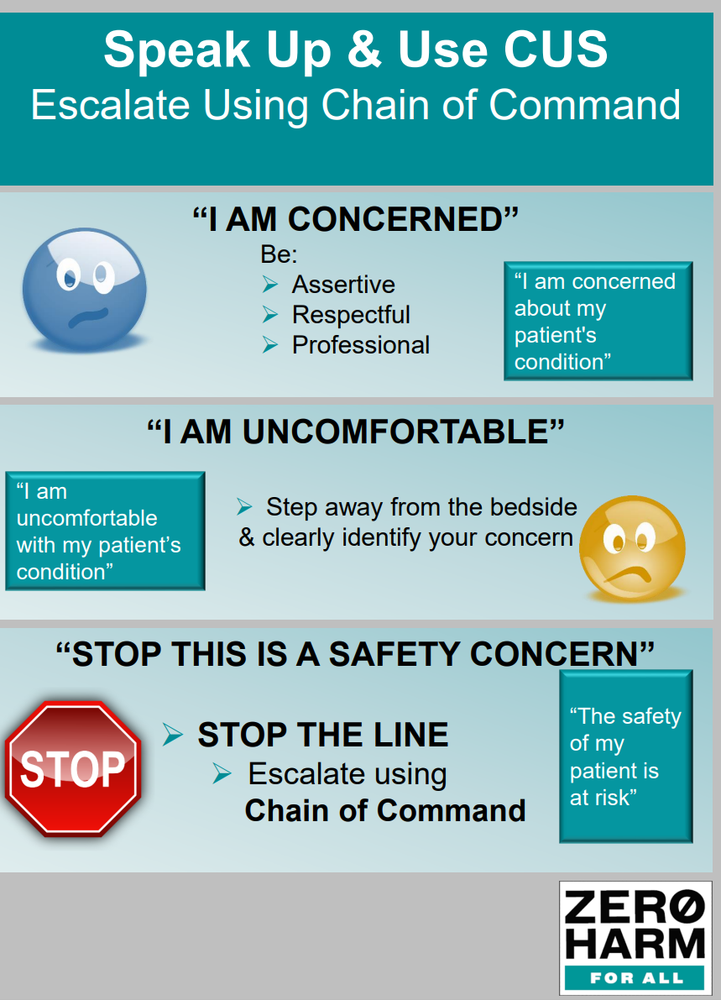 Speak Up & Use CUS
Escalate Using Chain of Command
“I AM CONCERNED”
Be:
➢ Assertive
➢ Respectful
➢ Professional
“I am concerned
about my
patient's
condition”
“I AM UNCOMFORTABLE”
“I am
uncomfortable
with my patient’s
condition”
➢ Step away from the bedside
& clearly identify your concern
“STOP THIS IS A SAFETY CONCERN”
STOP
➢ STOP THE LINE
➢ Escalate using
Chain of Command
“The safety
of my
patient is
at risk”
ZERO
HARM
FOR ALL